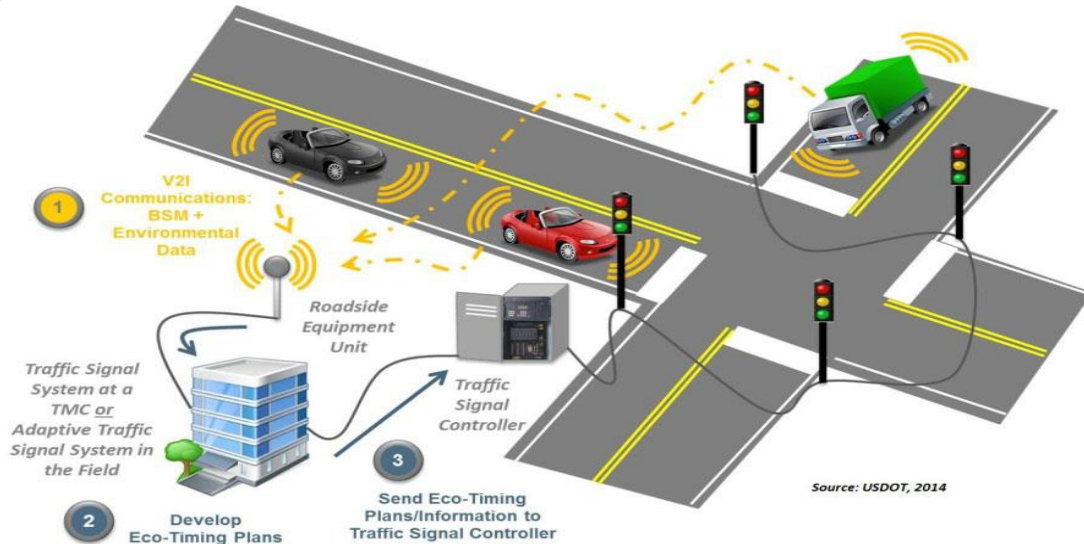 1
V2I
Communications:
BSM +
Environmental
Data
Roadside
Equipment
Unit
Traffic Signal
System at a
TMC or
Adaptive Traffic
Signal System in
the Field
Traffic
Signal
Controller
2
Develop
Eco-Timing Plans
3
Send Eco-Timing
Plans/Information to
Traffic Signal Controller
Source: USDOT, 2014